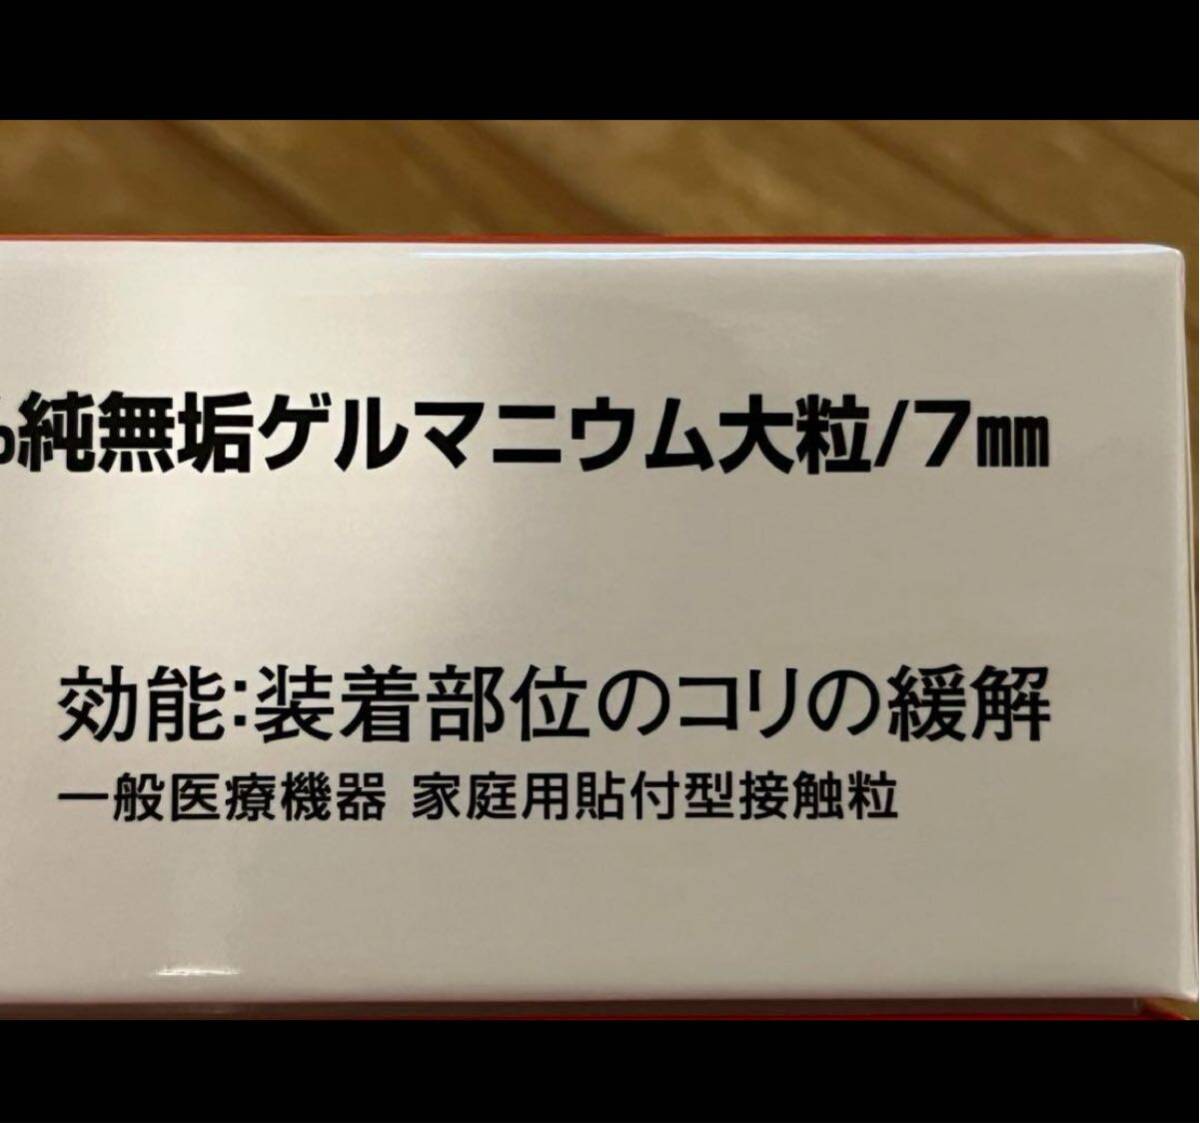 %純無垢ゲルマニウム大粒/7㎜
効能:装着部位のコリの緩解
一般医療機器 家庭用貼付型接触粒